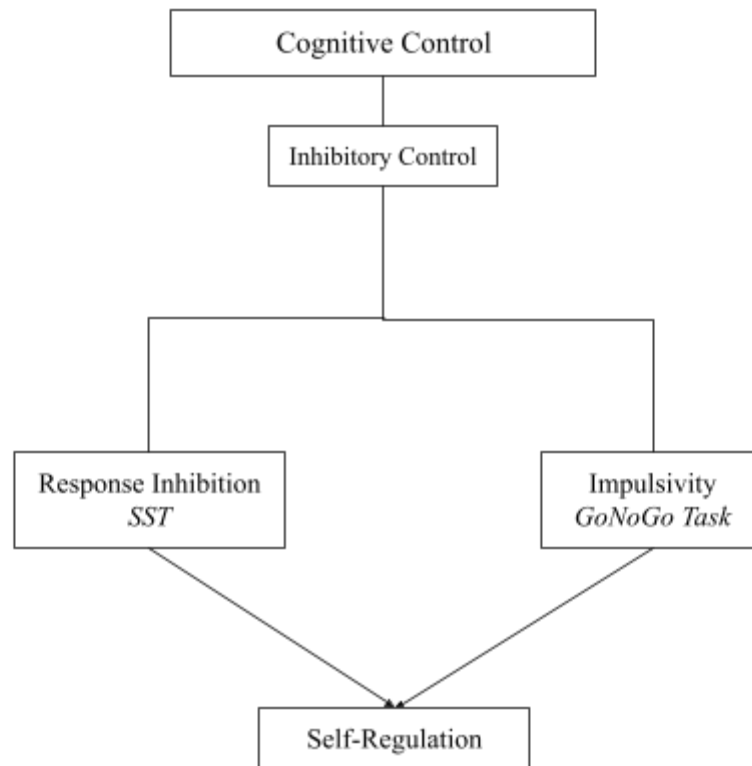 Cognitive Control
Inhibitory Control
Response Inhibition
SST
Impulsivity
GoNoGo Task
Self-Regulation